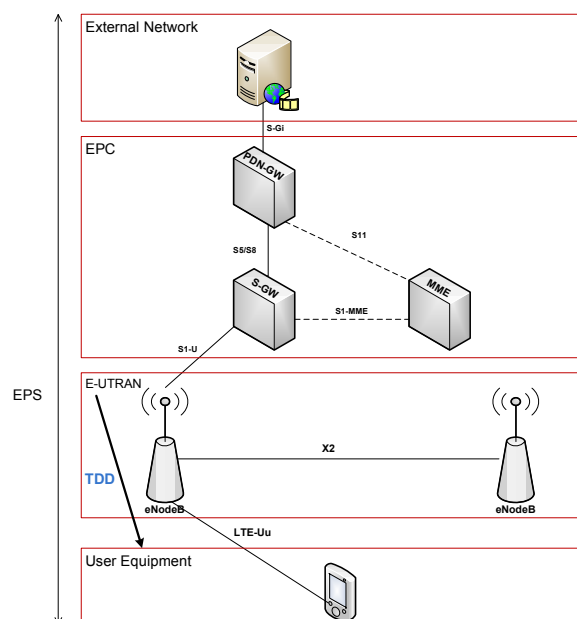 External Network
S-Gi
EPC
PDN-GW
S11
S5/S8
S-GW
MME
S1-MME
S1-U
E-UTRAN
EPS
X2
TDD
eNodeB
eNodeB
LTE-Uu
User Equipment